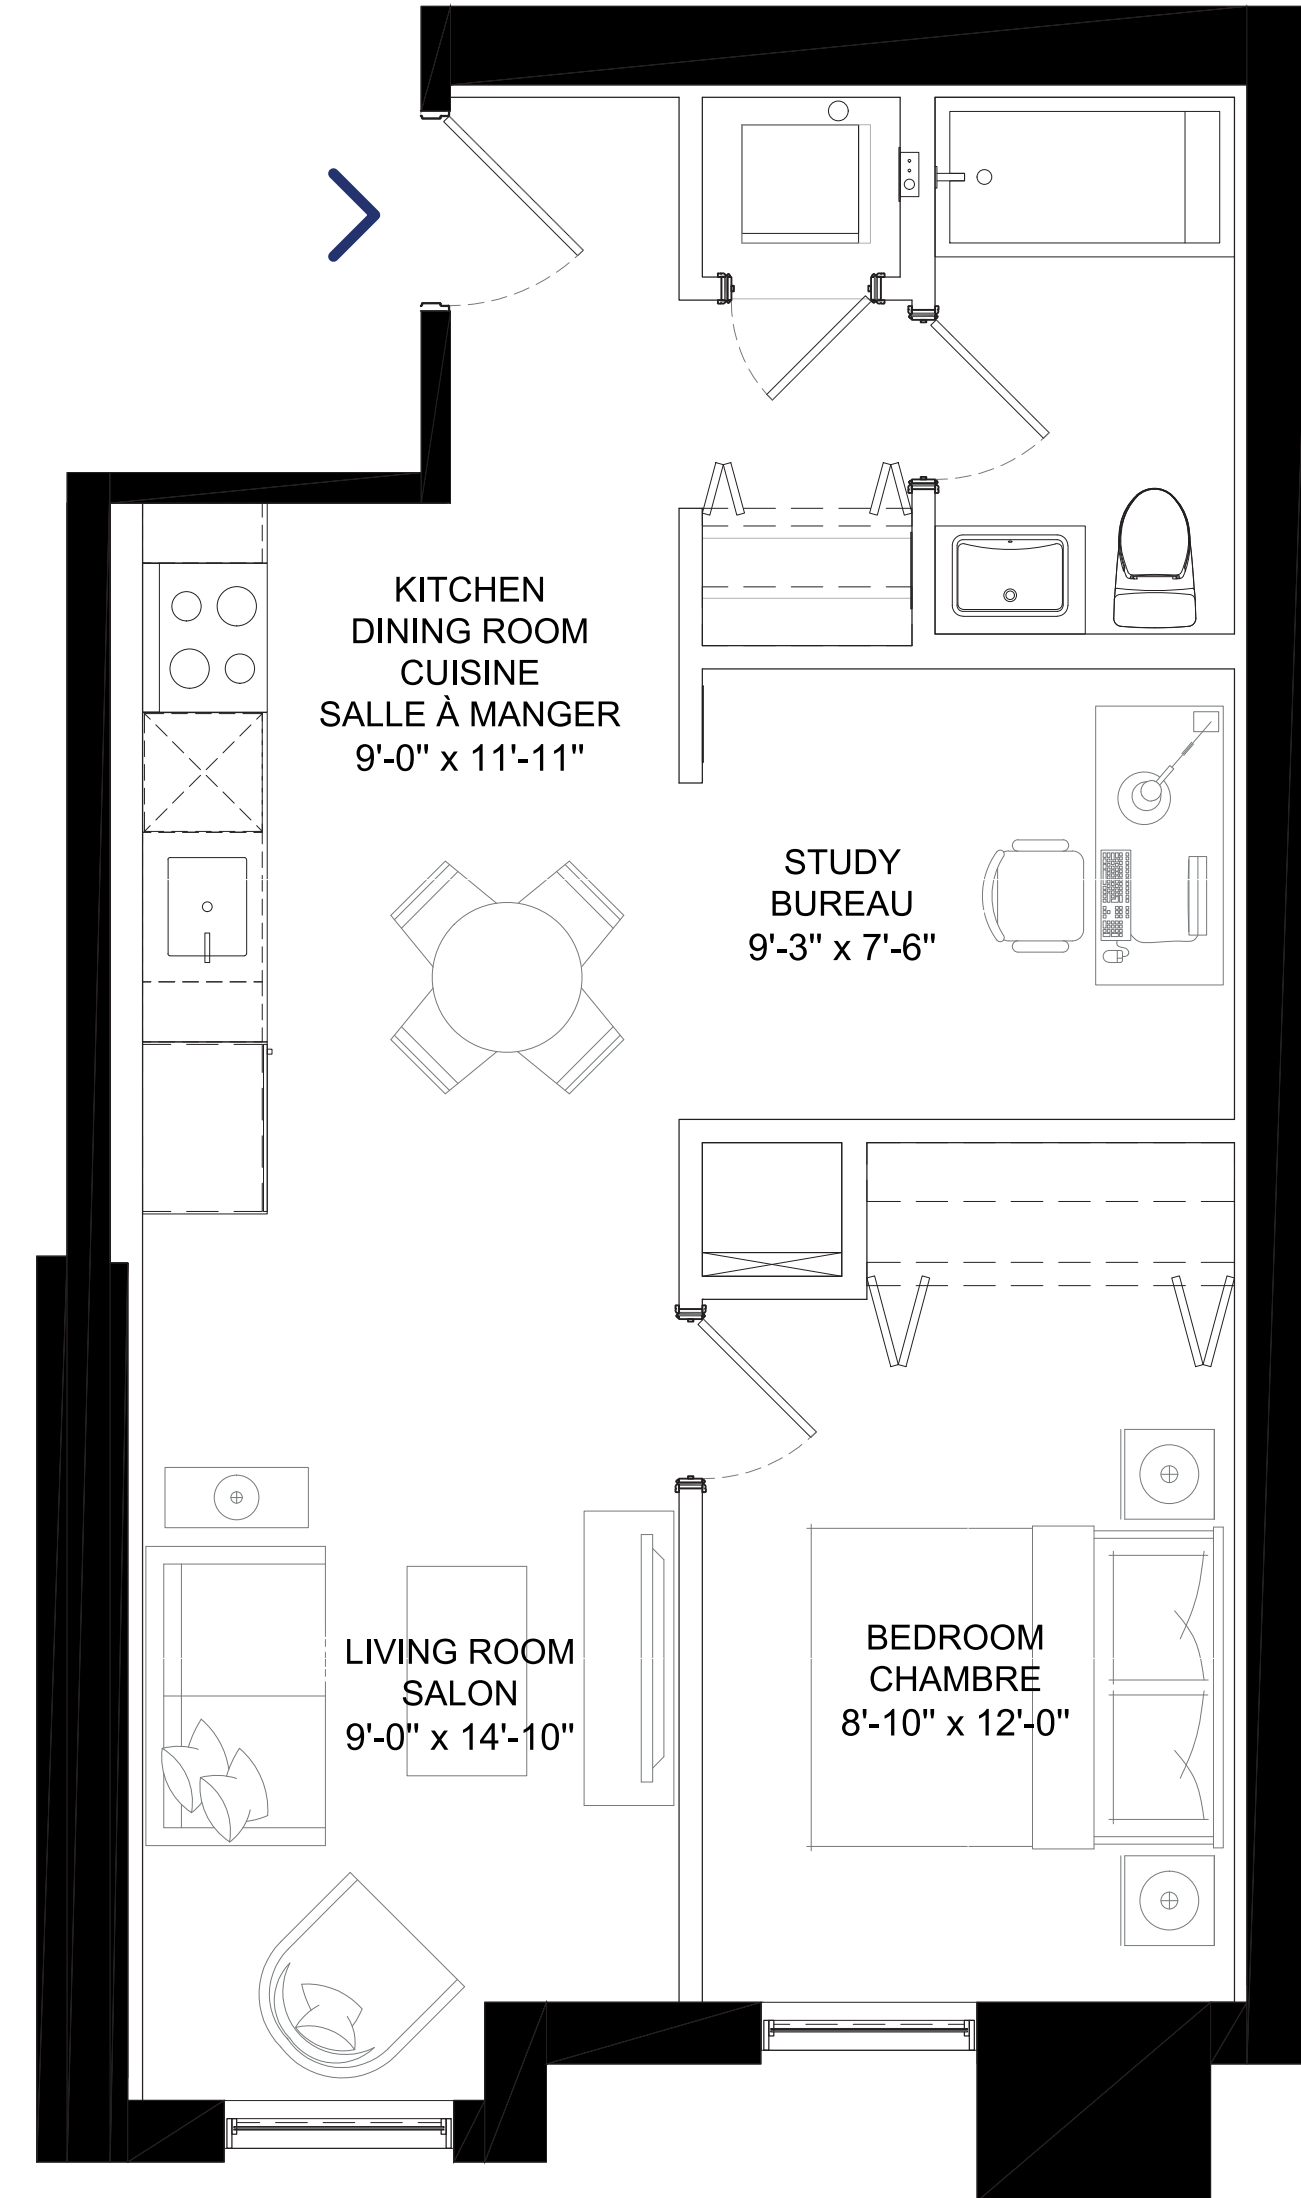 KITCHEN
DINING ROOM
CUISINE
SALLE À MANGER
9'-0" x 11'-11"
STUDY
BUREAU
9'-3" x 7'-6"
LIVING ROOM
SALON
9'-0" x 14'-10"
BEDROOM
CHAMBRE
8'-10" x 12'-0"